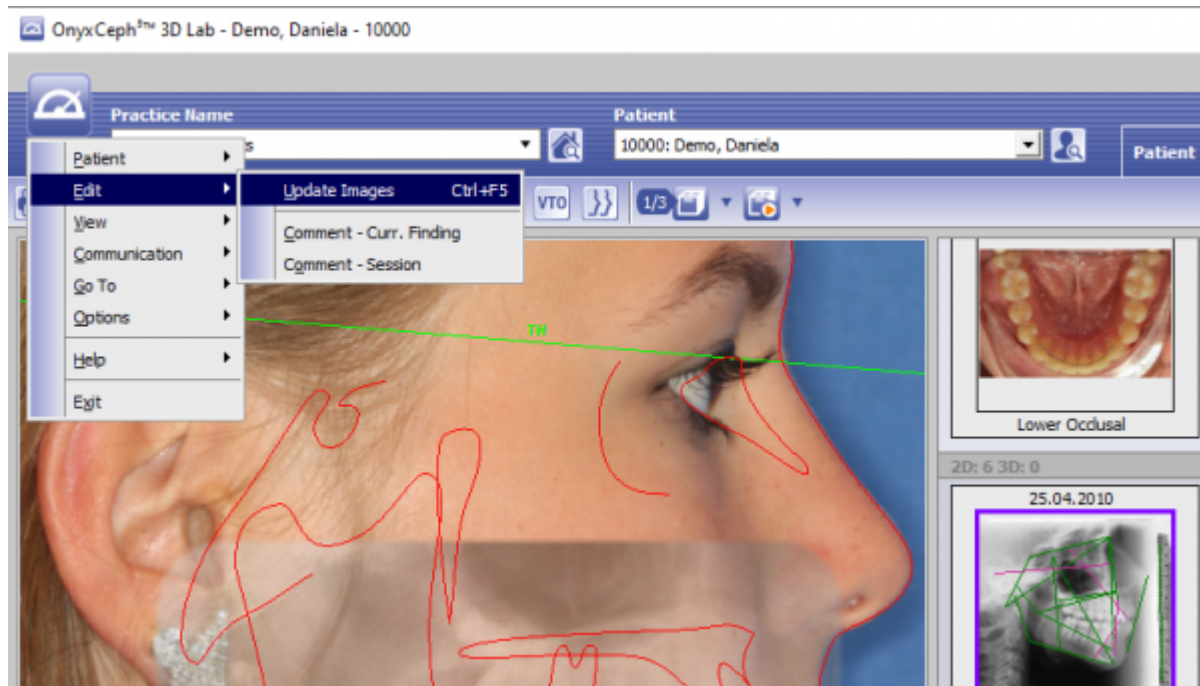 OnyxCeph³™ 3D Lab - Demo, Daniela - 10000
Practice Name
Patient
10000: Demo, Daniela
Patient
Patient
Edit
View
Communication
Go To
Options
Help
Exit
Update Images Ctrl+F5
Comment - Curr. Finding
Comment - Session
VTO
1/3
TH
Lower Occlusal
2D: 6 3D: 0
25.04.2010